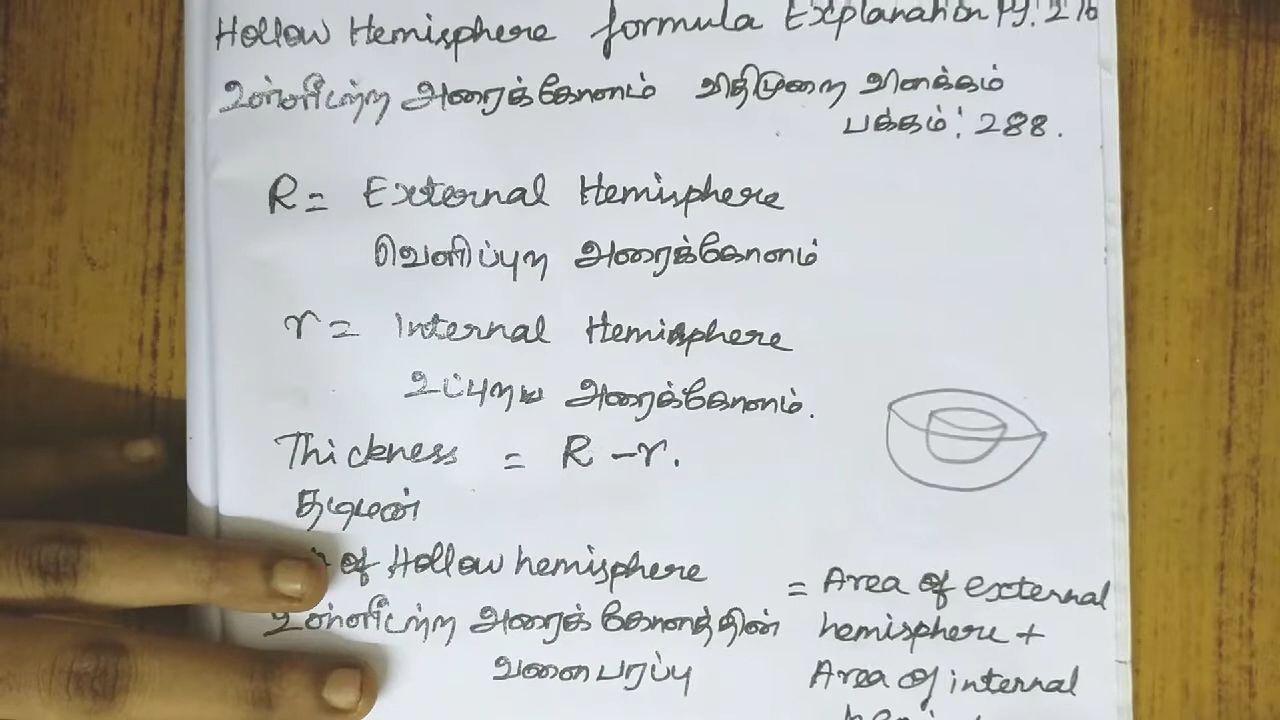 Hollow Hemisphere formula Explanation Pg: 276
உள்ளீடற்ற அரைக்கோளம் விதிமுறை விளக்கம்
பக்கம்: 288.
R = External Hemisphere
வெளிப்புற அரைக்கோளம்
r = Internal Hemisphere
உட்புற அரைக்கோளம்.
Thickness = R - r.
தடிமன்
of Hollow hemisphere = Area of external
உள்ளீடற்ற அரைக் கோளத்தின் hemisphere +
வளை பரப்பு Area of internal